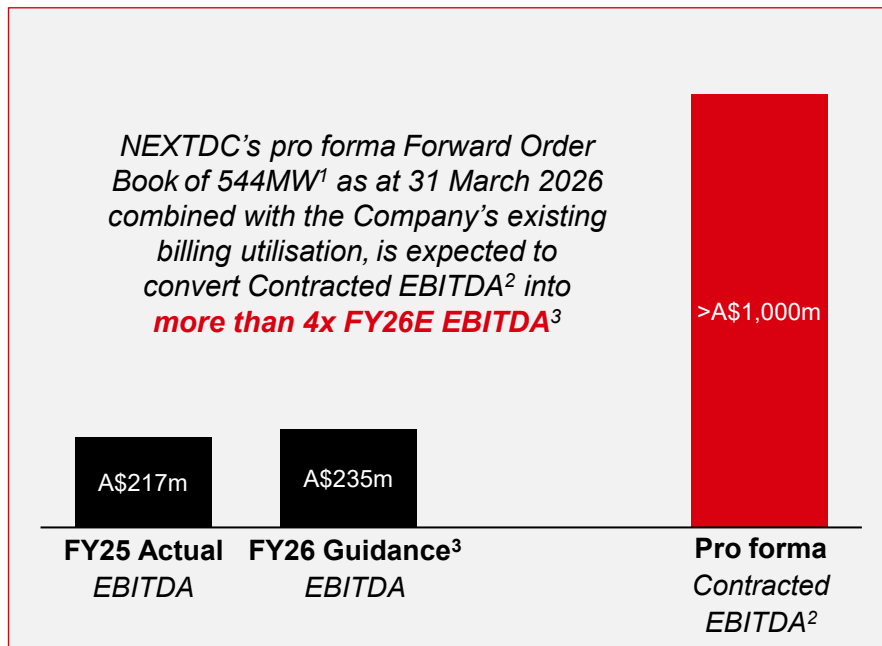 NEXTDC’s pro forma Forward Order
Book of 544MW¹ as at 31 March 2026
combined with the Company’s existing
billing utilisation, is expected to
convert Contracted EBITDA² into
more than 4x FY26E EBITDA³
>A$1,000m
A$217m
A$235m
FY25 Actual
EBITDA
FY26 Guidance³
EBITDA
Pro forma
Contracted
EBITDA²